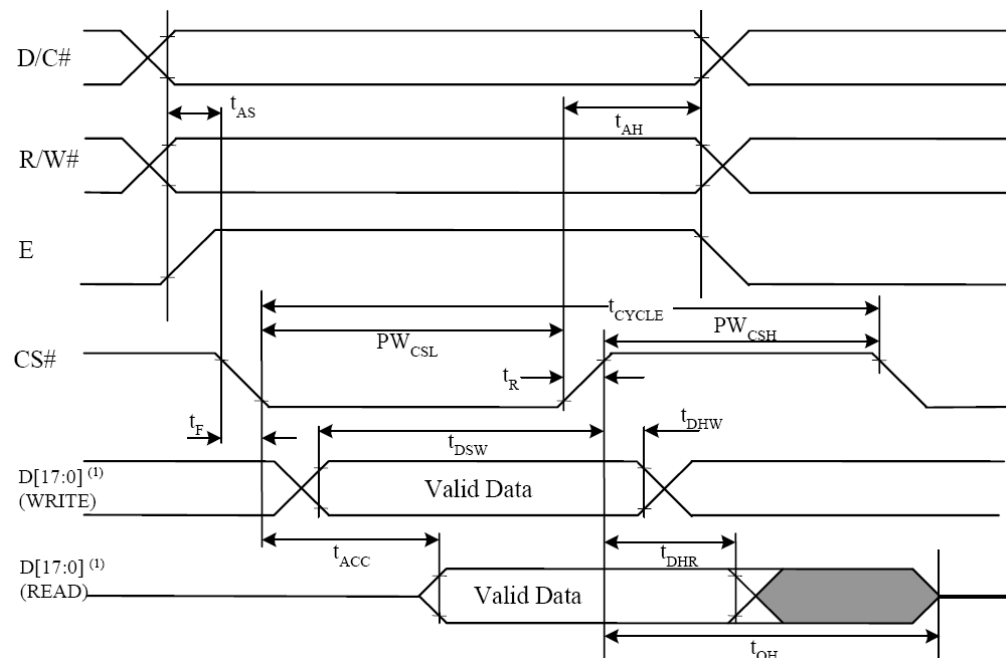 D/C#
t_AS
t_AH
R/W#
E
t_CYCLE
PW_CSL
PW_CSH
CS#
t_R
t_F
t_DHW
t_DSW
D[17:0] (1)
(WRITE)
Valid Data
t_ACC
t_DHR
D[17:0] (1)
(READ)
Valid Data
t_OH